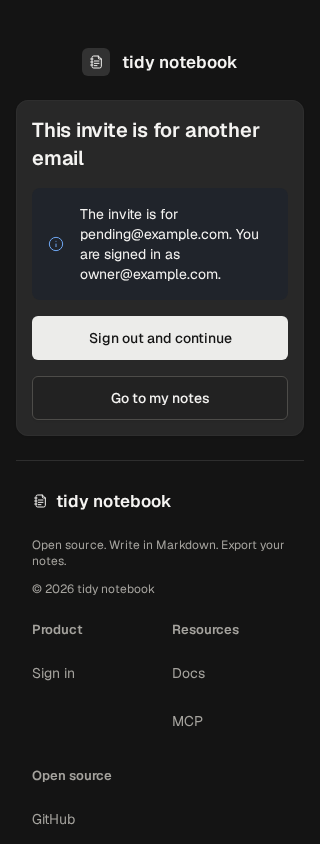 tidy notebook
This invite is for another
email
The invite is for
pending@example.com. You
are signed in as
owner@example.com.
Sign out and continue
Go to my notes
tidy notebook
Open source. Write in Markdown. Export your
notes.
© 2026 tidy notebook
Product
Resources
Sign in
Docs
MCP
Open source
GitHub